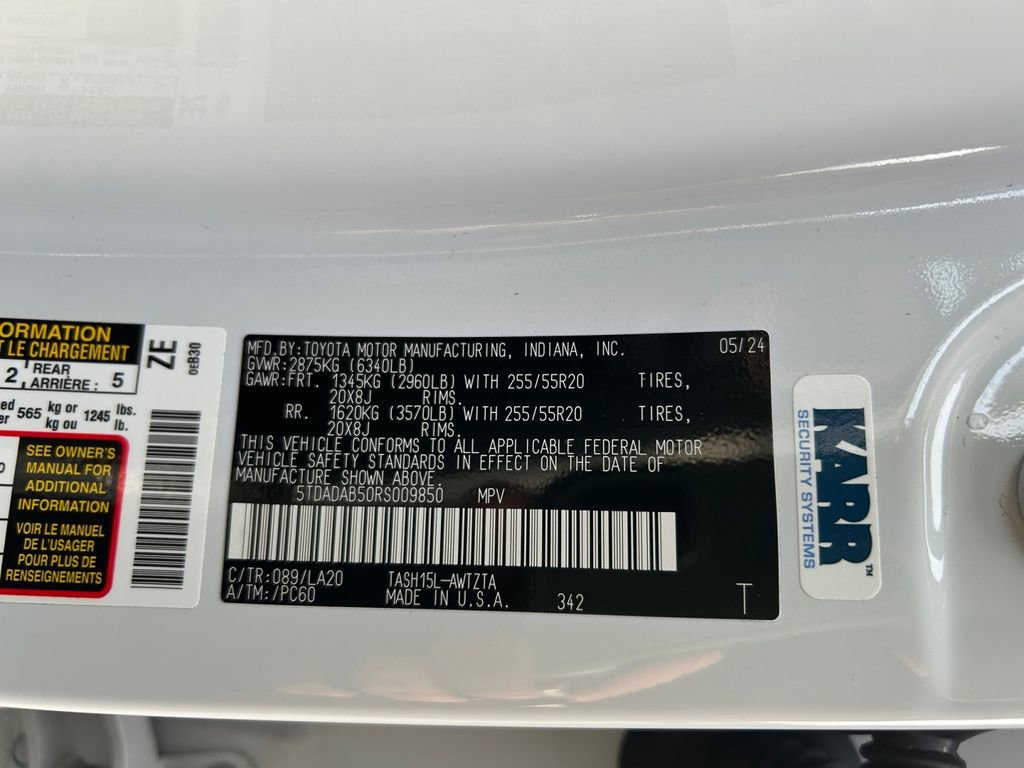 ORMATION
T LE CHARGEMENT
2 REAR ARRIÈRE : 5
565 kg or kg ou 1245 lbs. lb.
SEE OWNER'S
MANUAL FOR
ADDITIONAL
INFORMATION
VOIR LE MANUEL
DE L'USAGER
POUR PLUS DE
RENSEIGNEMENTS
ZE
0EB30
MFD.BY:TOYOTA MOTOR MANUFACTURING, INDIANA, INC. 05/24
GVWR:2875KG (6340LB)
GAWR:FRT. 1345KG (2960LB) WITH 255/55R20 TIRES,
20X8J RIMS.
RR. 1620KG (3570LB) WITH 255/55R20 TIRES,
20X8J RIMS.
THIS VEHICLE CONFORMS TO ALL APPLICABLE FEDERAL MOTOR
VEHICLE SAFETY STANDARDS IN EFFECT ON THE DATE OF
MANUFACTURE SHOWN ABOVE.
5TDADAB50RS009850 MPV
C/TR:089/LA20 TASH15L-AWTZTA
A/TM:/PC60 MADE IN U.S.A. 342 T
KARR™
SECURITY SYSTEMS